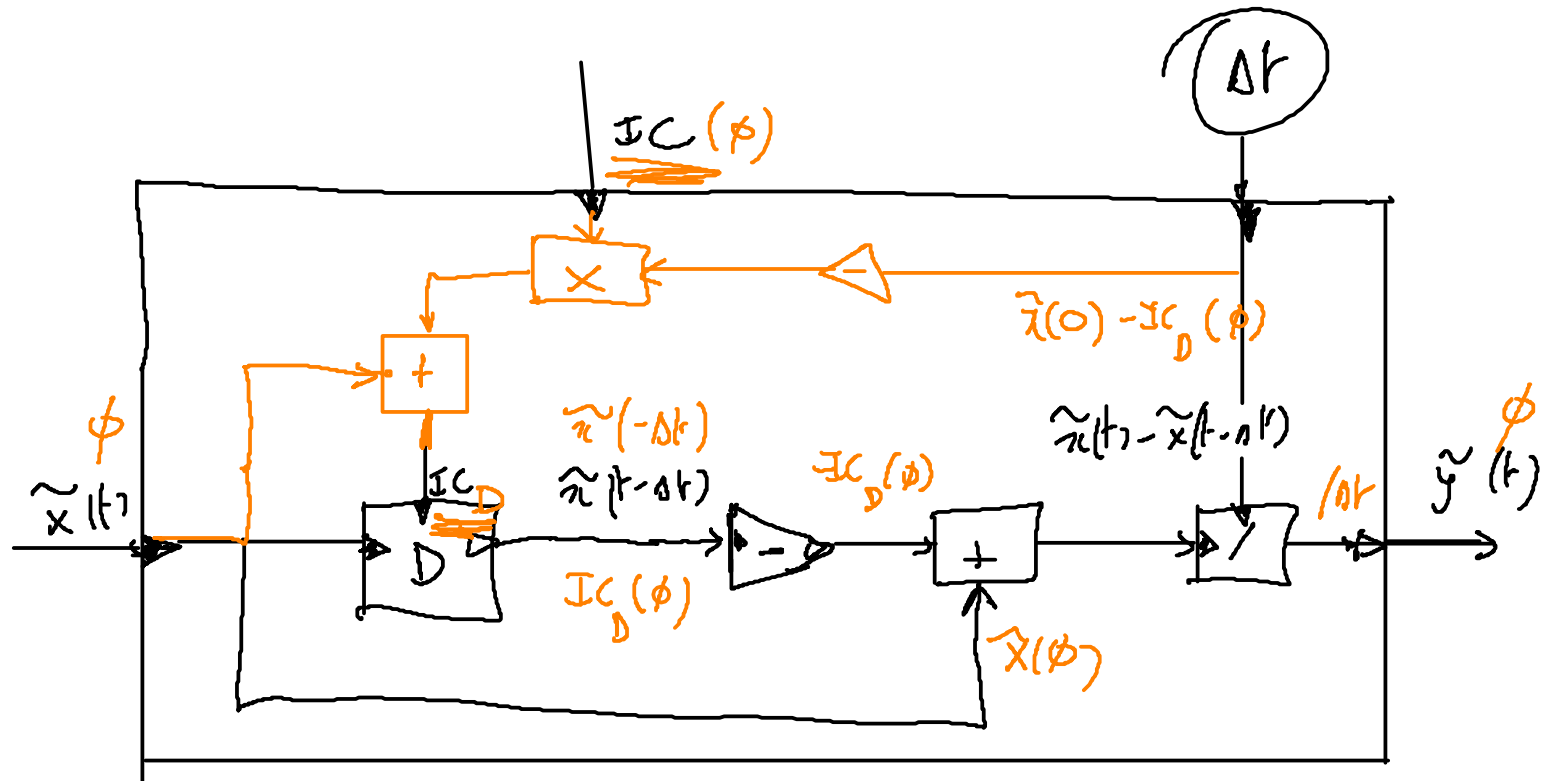 Δt
IC (ϕ)
×
-
x̃(0) - IC_D(ϕ)
+
ϕ
x̃(t)
x̃(-Δt)
x̃(t-Δt)
x̃(t) - x̃(t-Δt)
ϕ
ỹ(t)
IC_D
D
IC_D(ϕ)
-
-IC_D(ϕ)
+
x̃(ϕ)
/
/Δt